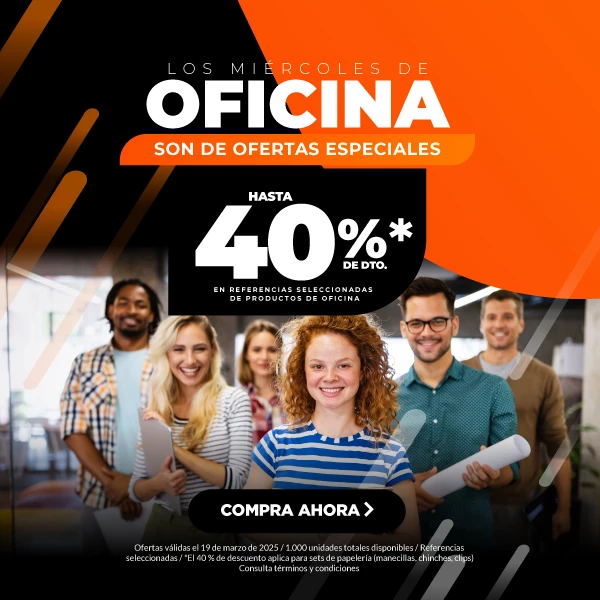 LOS MIÉRCOLES DE
OFICINA
SON DE OFERTAS ESPECIALES
HASTA
40%*
DE DTO.
EN REFERENCIAS SELECCIONADAS
DE PRODUCTOS DE OFICINA
COMPRA AHORA >
Ofertas válidas el 19 de marzo de 2025 / 1.000 unidades totales disponibles / Referencias
seleccionadas / *El 40 % de descuento aplica para sets de papelería (manecillas, chinches, clips)
Consulta términos y condiciones